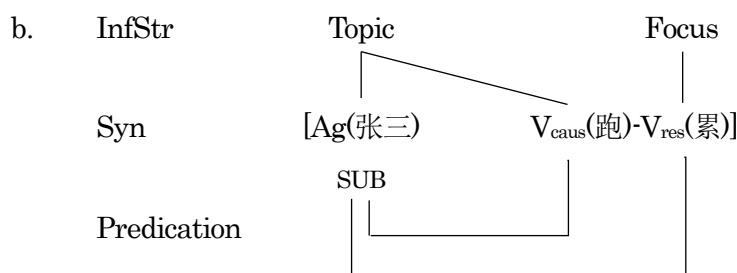 b. InfStr Topic Focus
Syn [Ag(张三) Vcaus(跑)-Vres(累)]
SUB
Predication